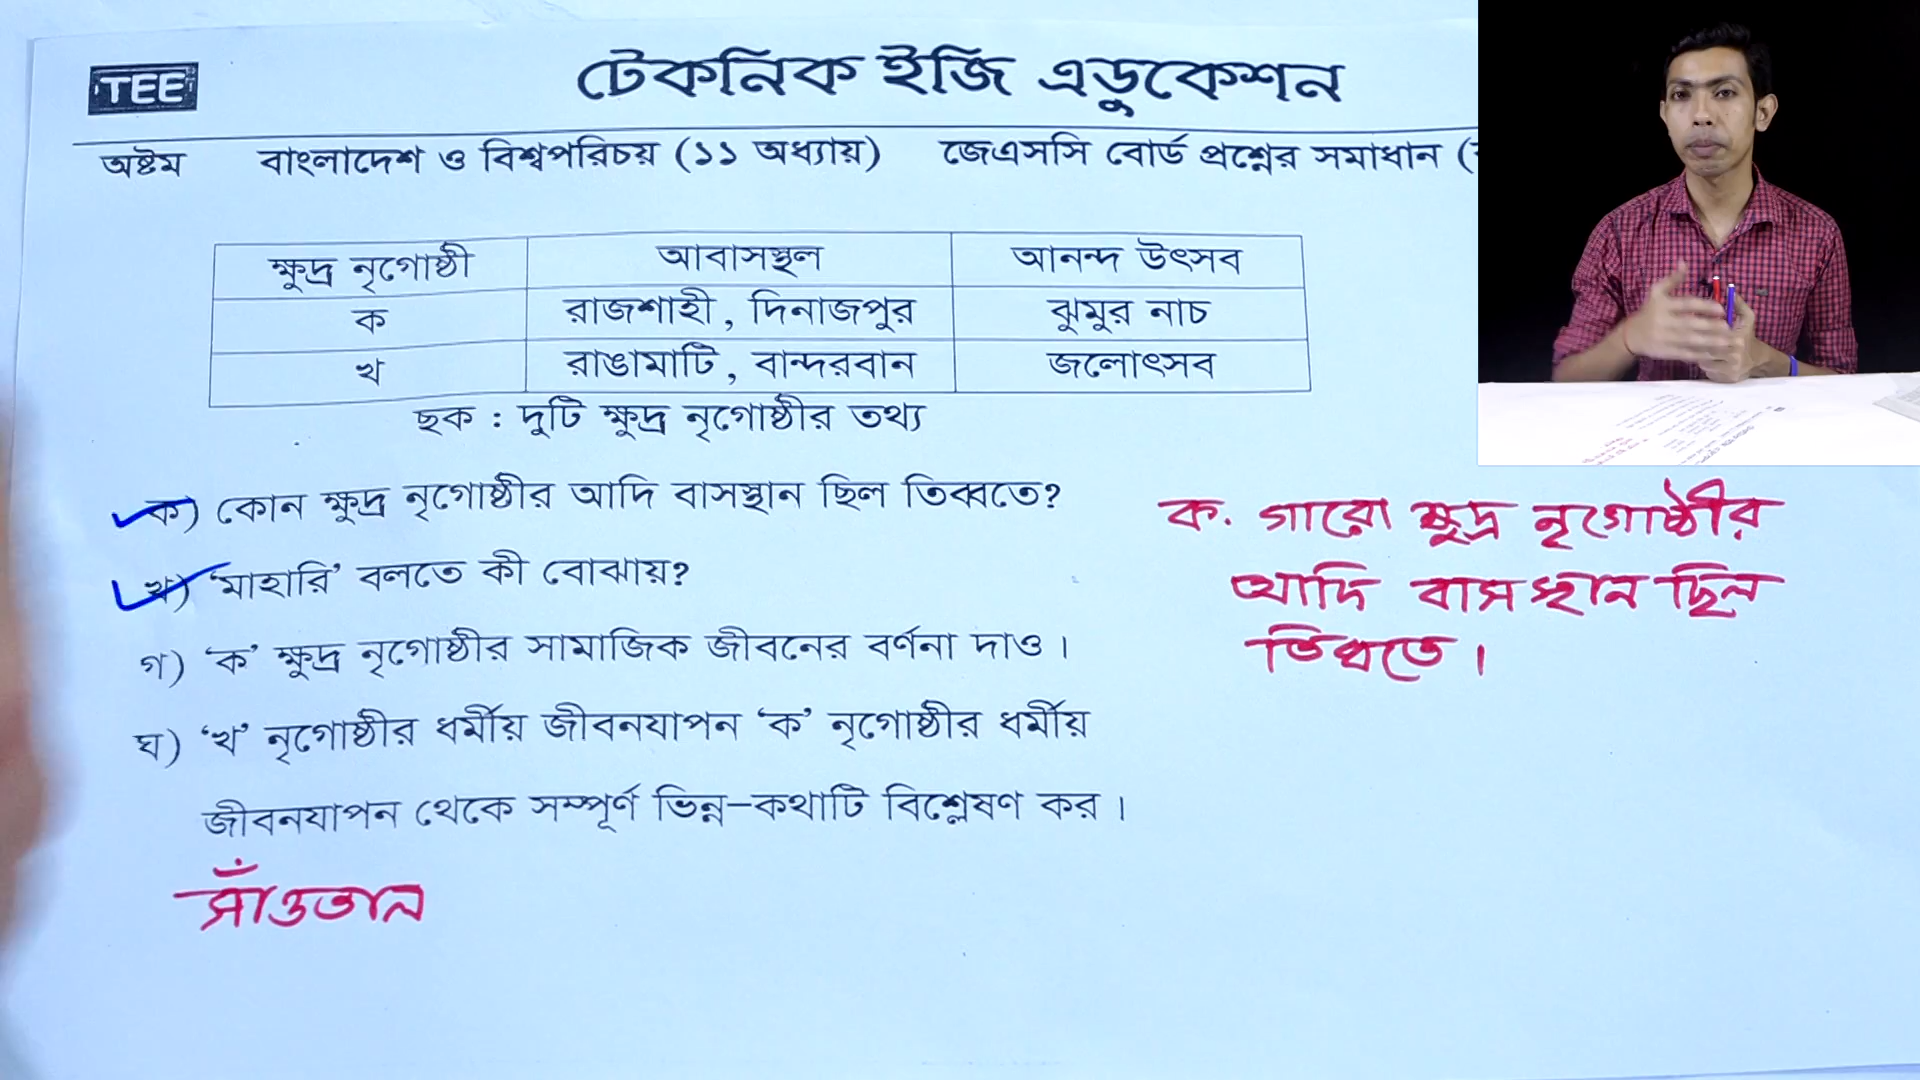 TEE
টেকনিক ইজি এডুকেশন
অষ্টম বাংলাদেশ ও বিশ্বপরিচয় (১১ অধ্যায়) জেএসসি বোর্ড প্রশ্নের সমাধান (
ক্ষুদ্র নৃগোষ্ঠী আবাসস্থল আনন্দ উৎসব
ক রাজশাহী, দিনাজপুর ঝুমুর নাচ
খ রাঙামাটি, বান্দরবান জলোৎসব
ছক : দুটি ক্ষুদ্র নৃগোষ্ঠীর তথ্য
ক) কোন ক্ষুদ্র নৃগোষ্ঠীর আদি বাসস্থান ছিল তিব্বতে?
খ) ‘মাহারি’ বলতে কী বোঝায়?
গ) ‘ক’ ক্ষুদ্র নৃগোষ্ঠীর সামাজিক জীবনের বর্ণনা দাও।
ঘ) ‘খ’ নৃগোষ্ঠীর ধর্মীয় জীবনযাপন ‘ক’ নৃগোষ্ঠীর ধর্মীয়
জীবনযাপন থেকে সম্পূর্ণ ভিন্ন–কথাটি বিশ্লেষণ কর।
সাঁওতাল
ক. গারো ক্ষুদ্র নৃগোষ্ঠীর
আদি বাসস্থান ছিল
তিব্বতে।